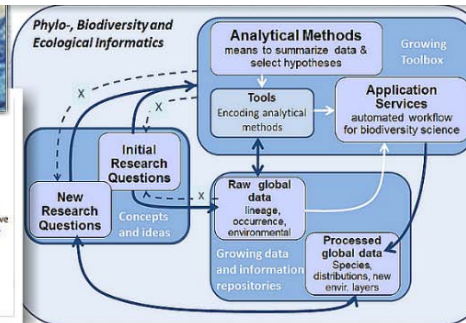 Phylo-, Biodiversity and
Ecological Informatics
Analytical Methods
means to summarize data &
select hypotheses
Growing
Toolbox
Tools
Encoding analytical
methods
Application
Services
automated workflow
for biodiversity science
X
X
X
Initial
Research
Questions
New
Research
Questions
Concepts
and ideas
Raw global
data
lineage,
occurrence,
environmental
Growing data
and information
repositories
Processed
global data
Species,
distributions, new
envir. layers